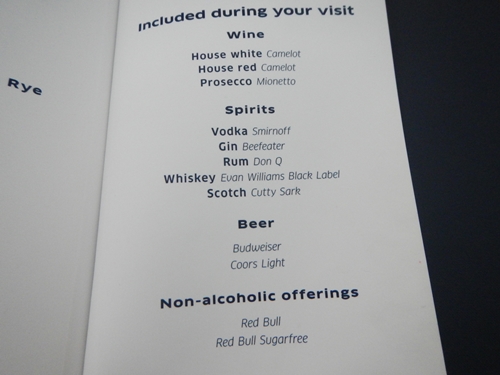 Rye
Included during your visit
Wine
House white Camelot
House red Camelot
Prosecco Mionetto
Spirits
Vodka Smirnoff
Gin Beefeater
Rum Don Q
Whiskey Evan Williams Black Label
Scotch Cutty Sark
Beer
Budweiser
Coors Light
Non-alcoholic offerings
Red Bull
Red Bull Sugarfree